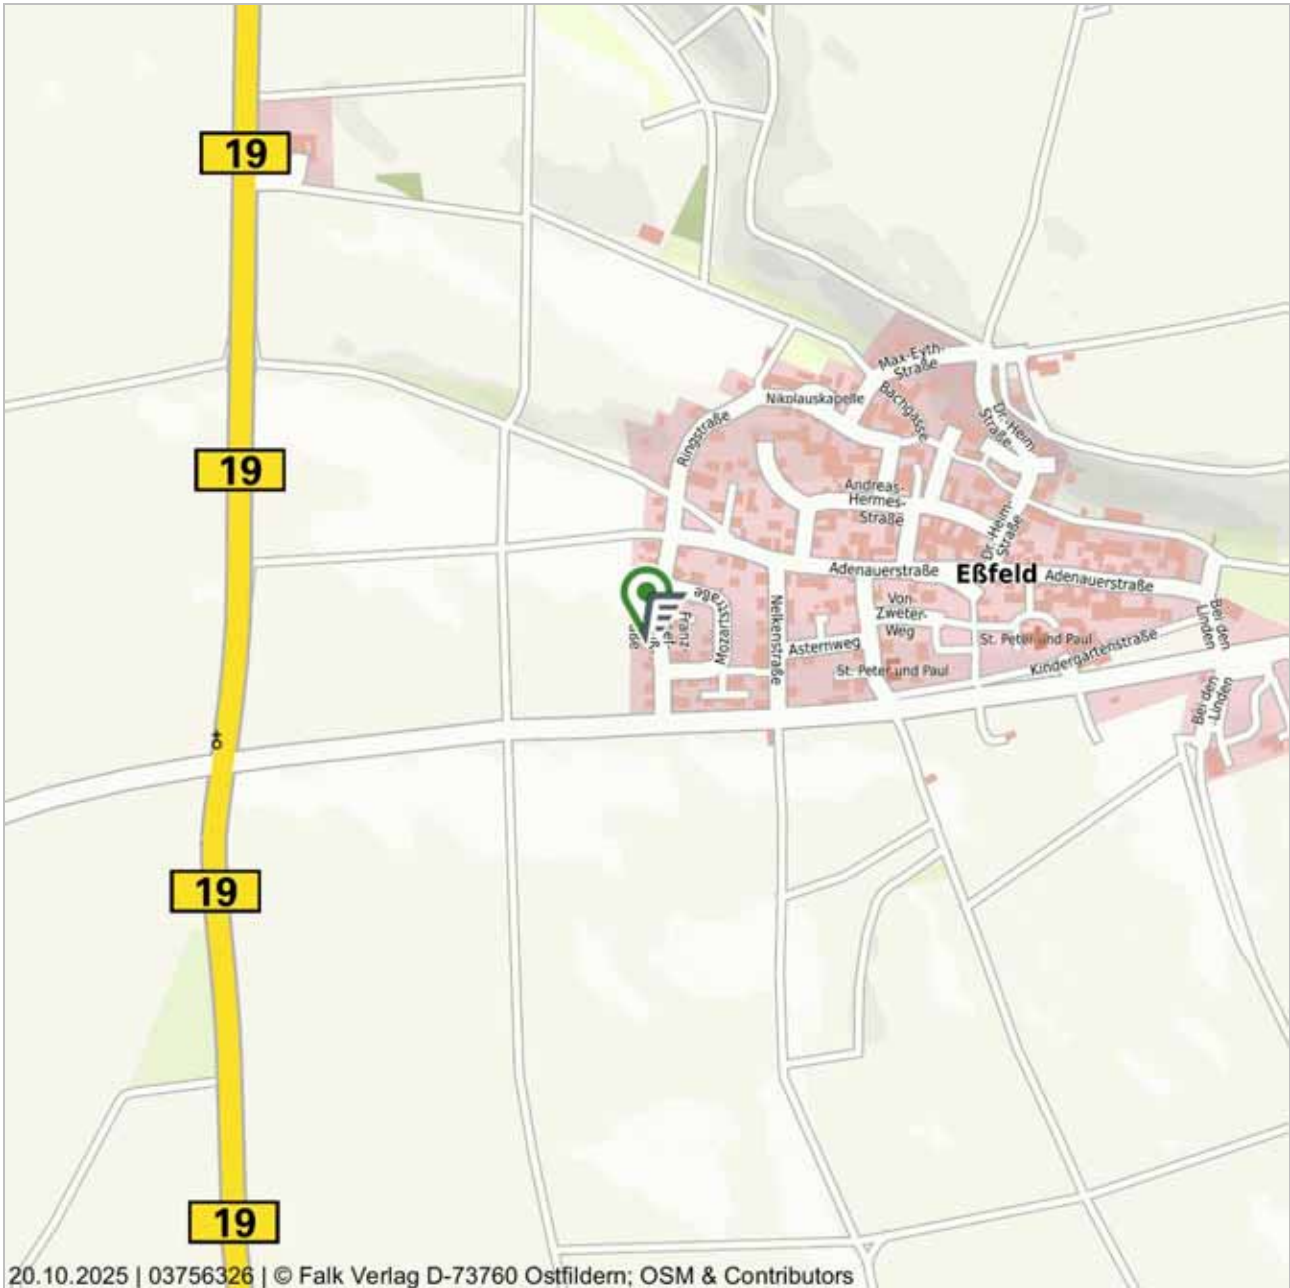 19
Max-Eyth-
Straße
Nikolauskapelle
Bachgasse
Dr.-Heim-
Straße
Ringstraße
19
Andreas-
Hermes-
Straße
Dr.-Heim-
Straße
Adenauerstraße
Eßfeld
Adenauerstraße
Mozartstraße
Franz-
Nelkenstraße
Von-
Zweter-
Weg
Bei den
Linden
St. Peter und Paul
Asternweg
Kindergartenstraße
St. Peter und Paul
Bei den
Linden
19
19
20.10.2025 | 03756326 | © Falk Verlag D-73760 Ostfildern; OSM & Contributors